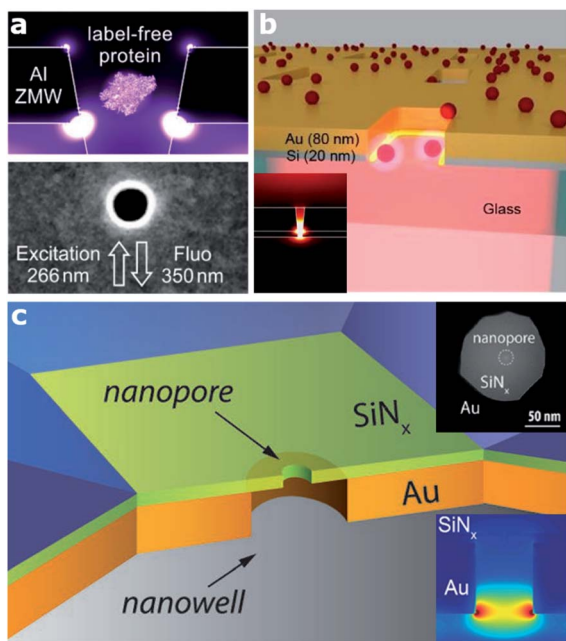 a
label-free
protein
Al
ZMW
Excitation
266 nm
Fluo
350 nm
b
Au (80 nm)
Si (20 nm)
Glass
c
nanopore
SiNx
Au
nanowell
nanopore
SiNx
Au
50 nm
SiNx
Au